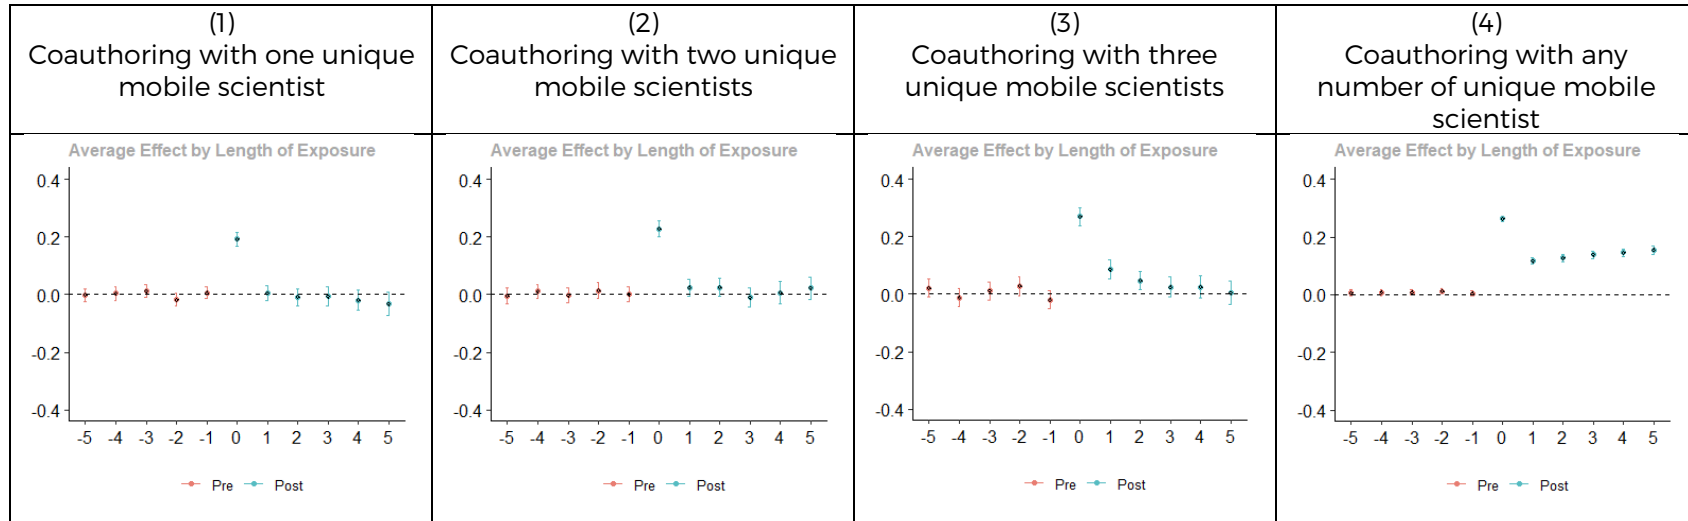 (1)
Coauthoring with one unique
mobile scientist
(2)
Coauthoring with two unique
mobile scientists
(3)
Coauthoring with three
unique mobile scientists
(4)
Coauthoring with any
number of unique mobile
scientist
Average Effect by Length of Exposure
0.4
0.2
0.0
-0.2
-0.4
-5 -4 -3 -2 -1 0 1 2 3 4 5
Pre Post
Average Effect by Length of Exposure
0.4
0.2
0.0
-0.2
-0.4
-5 -4 -3 -2 -1 0 1 2 3 4 5
Pre Post
Average Effect by Length of Exposure
0.4
0.2
0.0
-0.2
-0.4
-5 -4 -3 -2 -1 0 1 2 3 4 5
Pre Post
Average Effect by Length of Exposure
0.4
0.2
0.0
-0.2
-0.4
-5 -4 -3 -2 -1 0 1 2 3 4 5
Pre Post